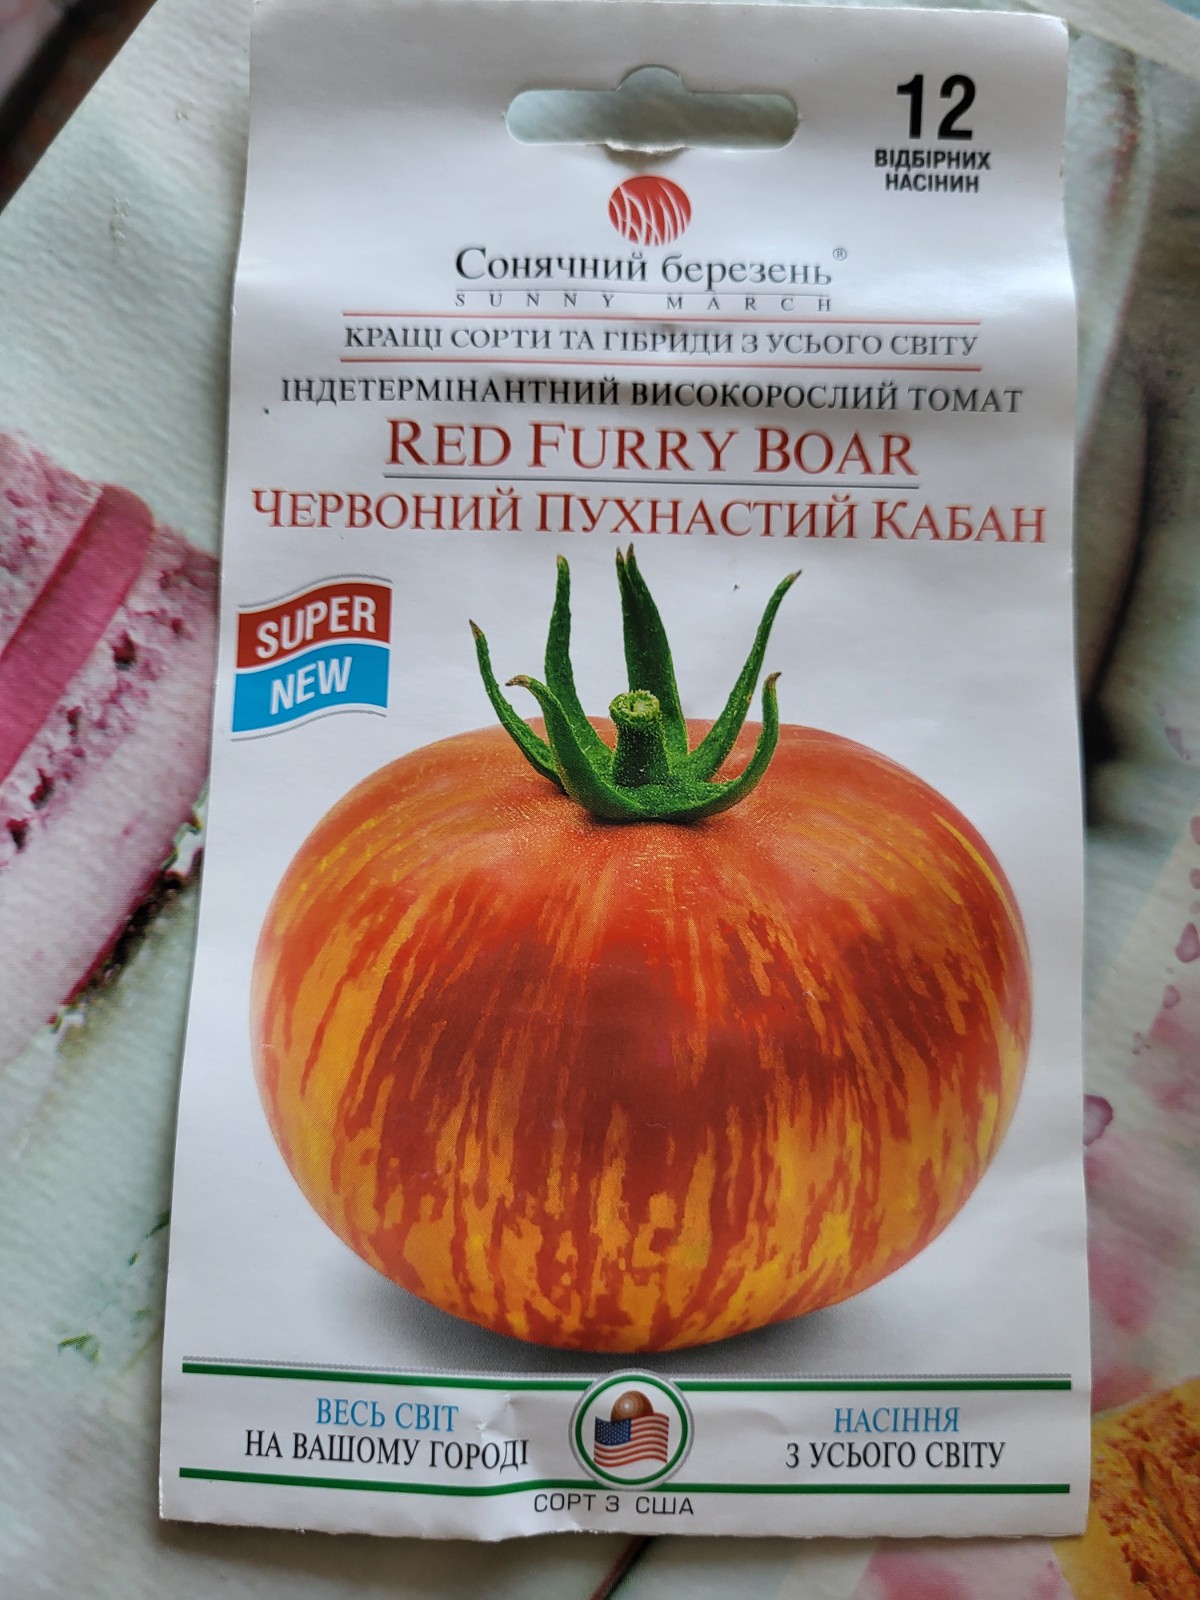 12
ВІДБІРНИХ
НАСІНИН
Сонячний березень®
SUNNY MARCH
КРАЩІ СОРТИ ТА ГІБРИДИ З УСЬОГО СВІТУ
ІНДЕТЕРМІНАНТНИЙ ВИСОКОРОСЛИЙ ТОМАТ
RED FURRY BOAR
ЧЕРВОНИЙ ПУХНАСТИЙ КАБАН
SUPER
NEW
ВЕСЬ СВІТ
НА ВАШОМУ ГОРОДІ
НАСІННЯ
З УСЬОГО СВІТУ
СОРТ З США